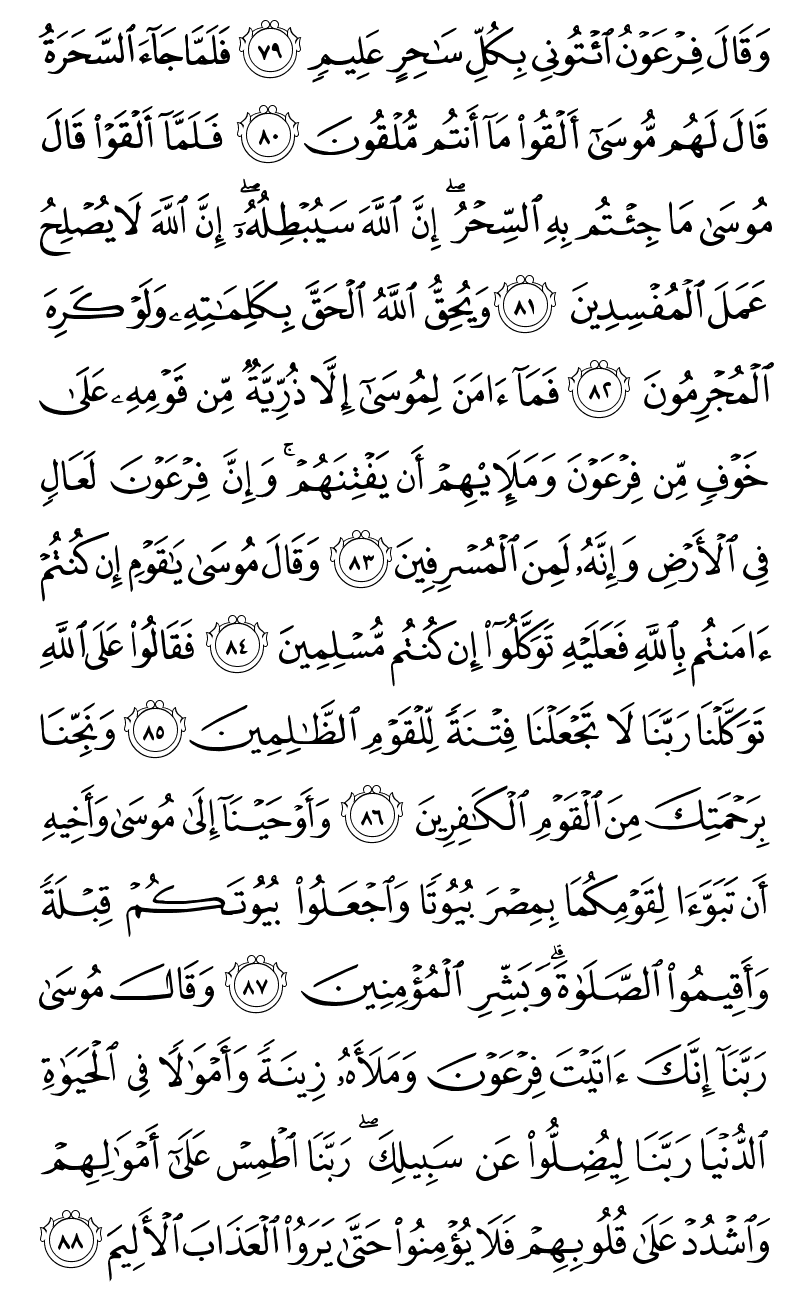 وَقَالَ فِرْعَوْنُ ٱئْتُونِى بِكُلِّ سَـٰحِرٍ عَلِيمٍ ٧٩ فَلَمَّا جَآءَ ٱلسَّحَرَةُ
قَالَ لَهُم مُّوسَىٰٓ أَلْقُوا۟ مَآ أَنتُم مُّلْقُونَ ٨٠ فَلَمَّآ أَلْقَوْا۟ قَالَ
مُوسَىٰ مَا جِئْتُم بِهِ ٱلسِّحْرُ ۖ إِنَّ ٱللَّهَ سَيُبْطِلُهُۥٓ ۖ إِنَّ ٱللَّهَ لَا يُصْلِحُ
عَمَلَ ٱلْمُفْسِدِينَ ٨١ وَيُحِقُّ ٱللَّهُ ٱلْحَقَّ بِكَلِمَـٰتِهِۦ وَلَوْ كَرِهَ
ٱلْمُجْرِمُونَ ٨٢ فَمَآ ءَامَنَ لِمُوسَىٰٓ إِلَّا ذُرِّيَّةٌ مِّن قَوْمِهِۦ عَلَىٰ
خَوْفٍ مِّن فِرْعَوْنَ وَمَلَإِي۟هِمْ أَن يَفْتِنَهُمْ ۚ وَإِنَّ فِرْعَوْنَ لَعَالٍ
فِى ٱلْأَرْضِ وَإِنَّهُۥ لَمِنَ ٱلْمُسْرِفِينَ ٨٣ وَقَالَ مُوسَىٰ يَـٰقَوْمِ إِن كُنتُمْ
ءَامَنتُم بِٱللَّهِ فَعَلَيْهِ تَوَكَّلُوٓا۟ إِن كُنتُم مُّسْلِمِينَ ٨٤ فَقَالُوا۟ عَلَى ٱللَّهِ
تَوَكَّلْنَا رَبَّنَا لَا تَجْعَلْنَا فِتْنَةً لِّلْقَوْمِ ٱلظَّـٰلِمِينَ ٨٥ وَنَجِّنَا
بِرَحْمَتِكَ مِنَ ٱلْقَوْمِ ٱلْكَـٰفِرِينَ ٨٦ وَأَوْحَيْنَآ إِلَىٰ مُوسَىٰ وَأَخِيهِ
أَن تَبَوَّءَا لِقَوْمِكُمَا بِمِصْرَ بُيُوتًا وَٱجْعَلُوا۟ بُيُوتَكُمْ قِبْلَةً
وَأَقِيمُوا۟ ٱلصَّلَوٰةَ ۗ وَبَشِّرِ ٱلْمُؤْمِنِينَ ٨٧ وَقَالَ مُوسَىٰ
رَبَّنَآ إِنَّكَ ءَاتَيْتَ فِرْعَوْنَ وَمَلَأَهُۥ زِينَةً وَأَمْوَٰلًا فِى ٱلْحَيَوٰةِ
ٱلدُّنْيَا رَبَّنَا لِيُضِلُّوا۟ عَن سَبِيلِكَ ۖ رَبَّنَا ٱطْمِسْ عَلَىٰٓ أَمْوَٰلِهِمْ
وَٱشْدُدْ عَلَىٰ قُلُوبِهِمْ فَلَا يُؤْمِنُوا۟ حَتَّىٰ يَرَوُا۟ ٱلْعَذَابَ ٱلْأَلِيمَ ٨٨